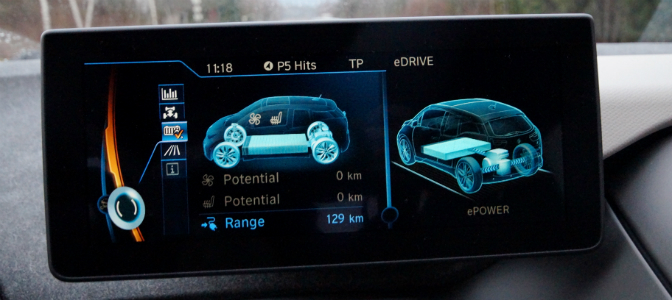 11:18 P5 Hits TP eDRIVE
Potential 0 km
Potential 0 km
Range 129 km
ePOWER